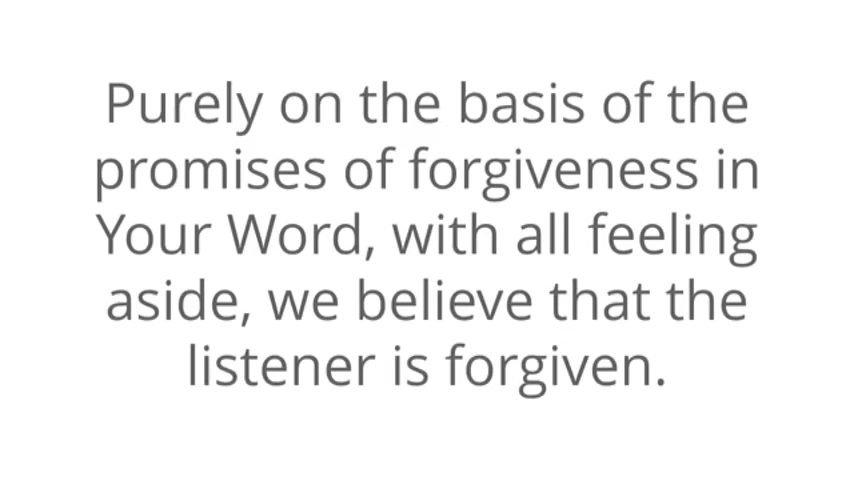 Purely on the basis of the
promises of forgiveness in
Your Word, with all feeling
aside, we believe that the
listener is forgiven.